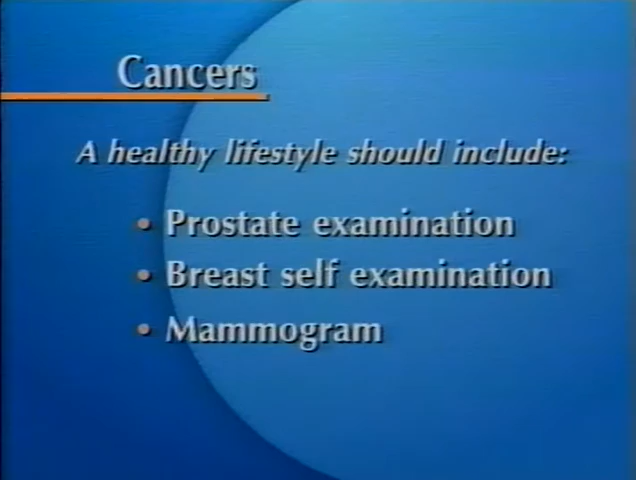 Cancers
A healthy lifestyle should include:
• Prostate examination
• Breast self examination
• Mammogram